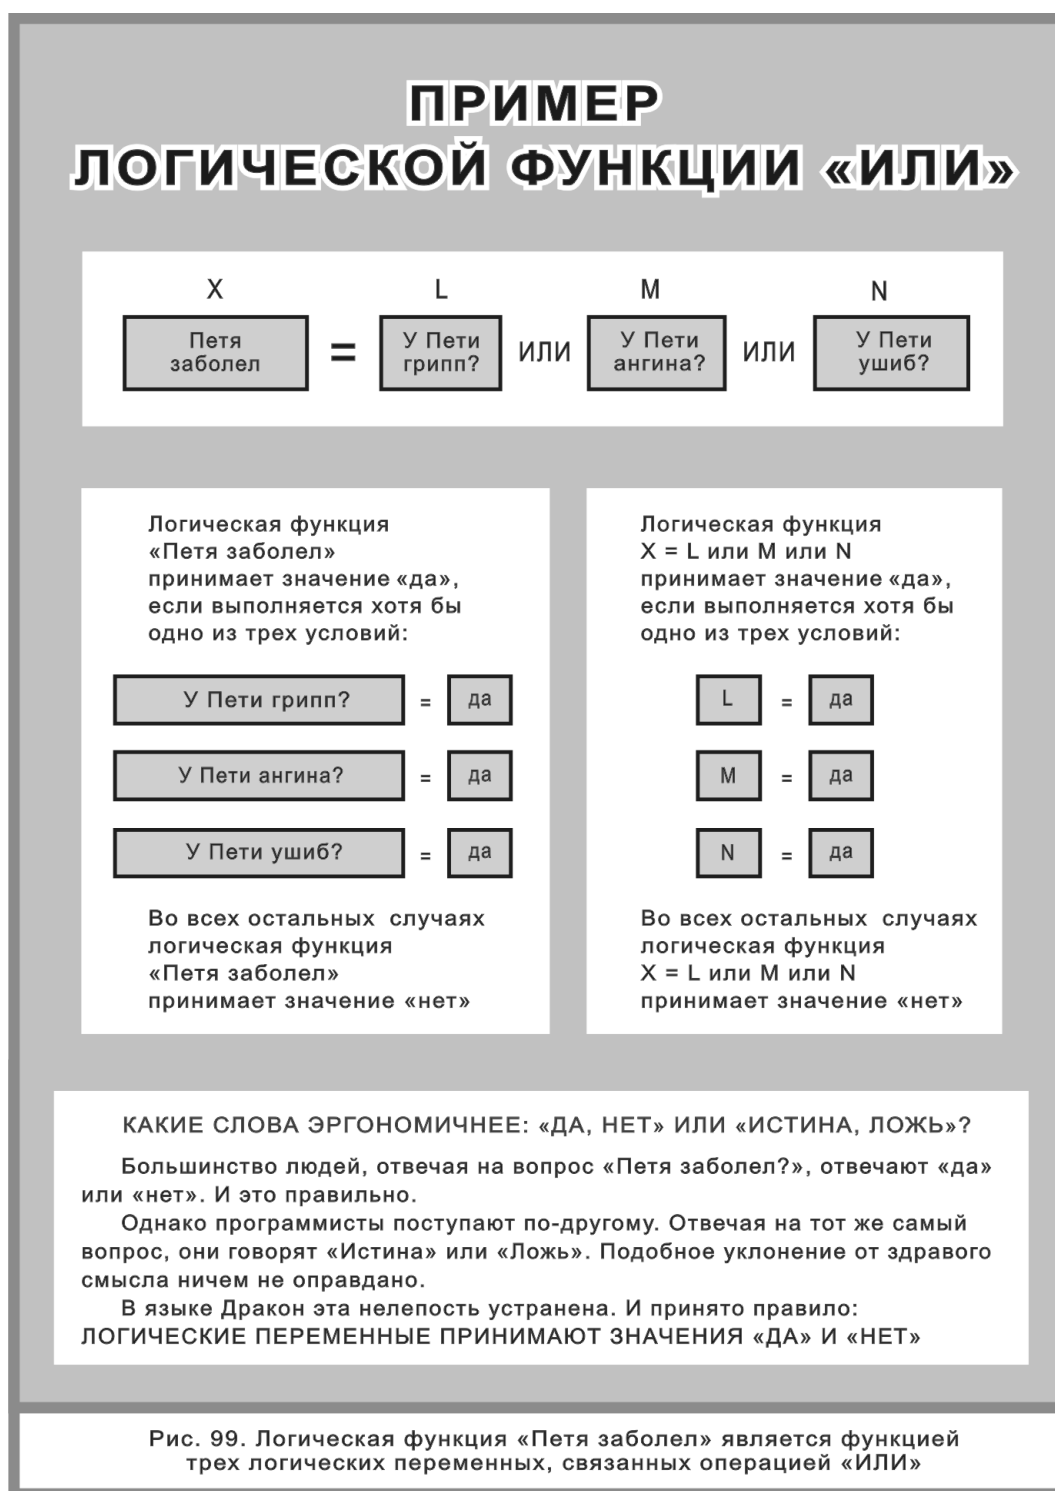 ПРИМЕР
ЛОГИЧЕСКОЙ ФУНКЦИИ «ИЛИ»
X L M N
Петя заболел = У Пети грипп? ИЛИ У Пети ангина? ИЛИ У Пети ушиб?
Логическая функция
«Петя заболел»
принимает значение «да»,
если выполняется хотя бы
одно из трех условий:
У Пети грипп? = да
У Пети ангина? = да
У Пети ушиб? = да
Во всех остальных случаях
логическая функция
«Петя заболел»
принимает значение «нет»
Логическая функция
X = L или M или N
принимает значение «да»,
если выполняется хотя бы
одно из трех условий:
L = да
M = да
N = да
Во всех остальных случаях
логическая функция
X = L или M или N
принимает значение «нет»
КАКИЕ СЛОВА ЭРГОНОМИЧНЕЕ: «ДА, НЕТ» ИЛИ «ИСТИНА, ЛОЖЬ»?
Большинство людей, отвечая на вопрос «Петя заболел?», отвечают «да»
или «нет». И это правильно.
Однако программисты поступают по-другому. Отвечая на тот же самый
вопрос, они говорят «Истина» или «Ложь». Подобное уклонение от здравого
смысла ничем не оправдано.
В языке Дракон эта нелепость устранена. И принято правило:
ЛОГИЧЕСКИЕ ПЕРЕМЕННЫЕ ПРИНИМАЮТ ЗНАЧЕНИЯ «ДА» И «НЕТ»
Рис. 99. Логическая функция «Петя заболел» является функцией
трех логических переменных, связанных операцией «ИЛИ»